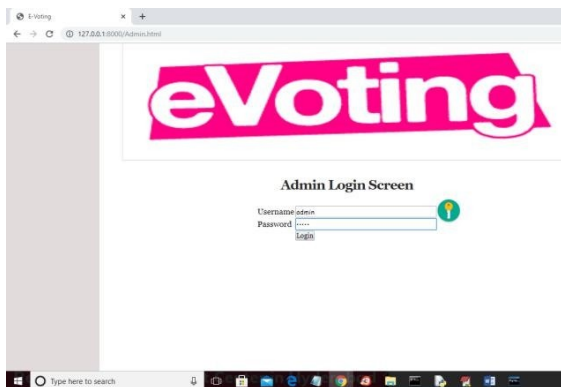 E-Voting
127.0.0.1:8000/Admin.html
eVoting
Admin Login Screen
Username admin
Password •••••
Login
Type here to search